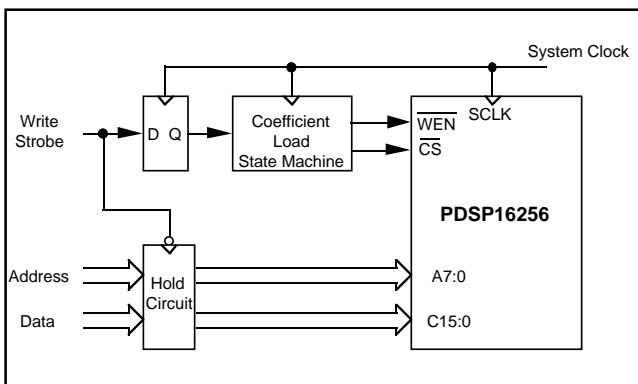 System Clock
Write
Strobe
D Q
Coefficient
Load
State Machine
WEN
SCLK
CS
PDSP16256
Address
Data
Hold
Circuit
A7:0
C15:0